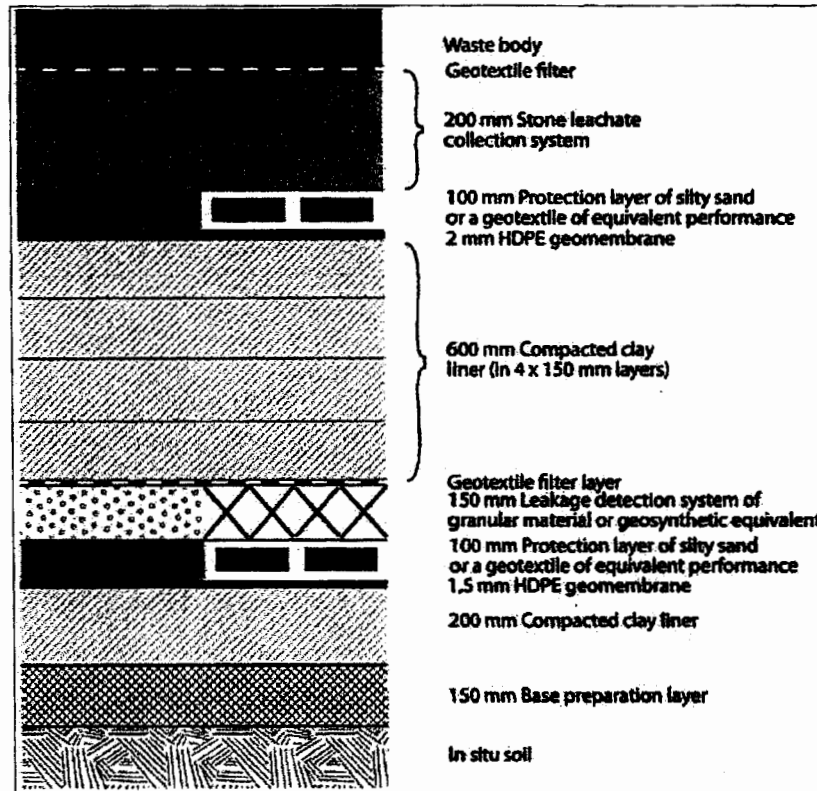 Waste body
Geotextile filter
200 mm Stone leachate
collection system
100 mm Protection layer of silty sand
or a geotextile of equivalent performance
2 mm HDPE geomembrane
600 mm Compacted clay
liner (in 4 x 150 mm layers)
Geotextile filter layer
150 mm Leakage detection system of
granular material or geosynthetic equivalent
100 mm Protection layer of silty sand
or a geotextile of equivalent performance
1,5 mm HDPE geomembrane
200 mm Compacted clay liner
150 mm Base preparation layer
In situ soil